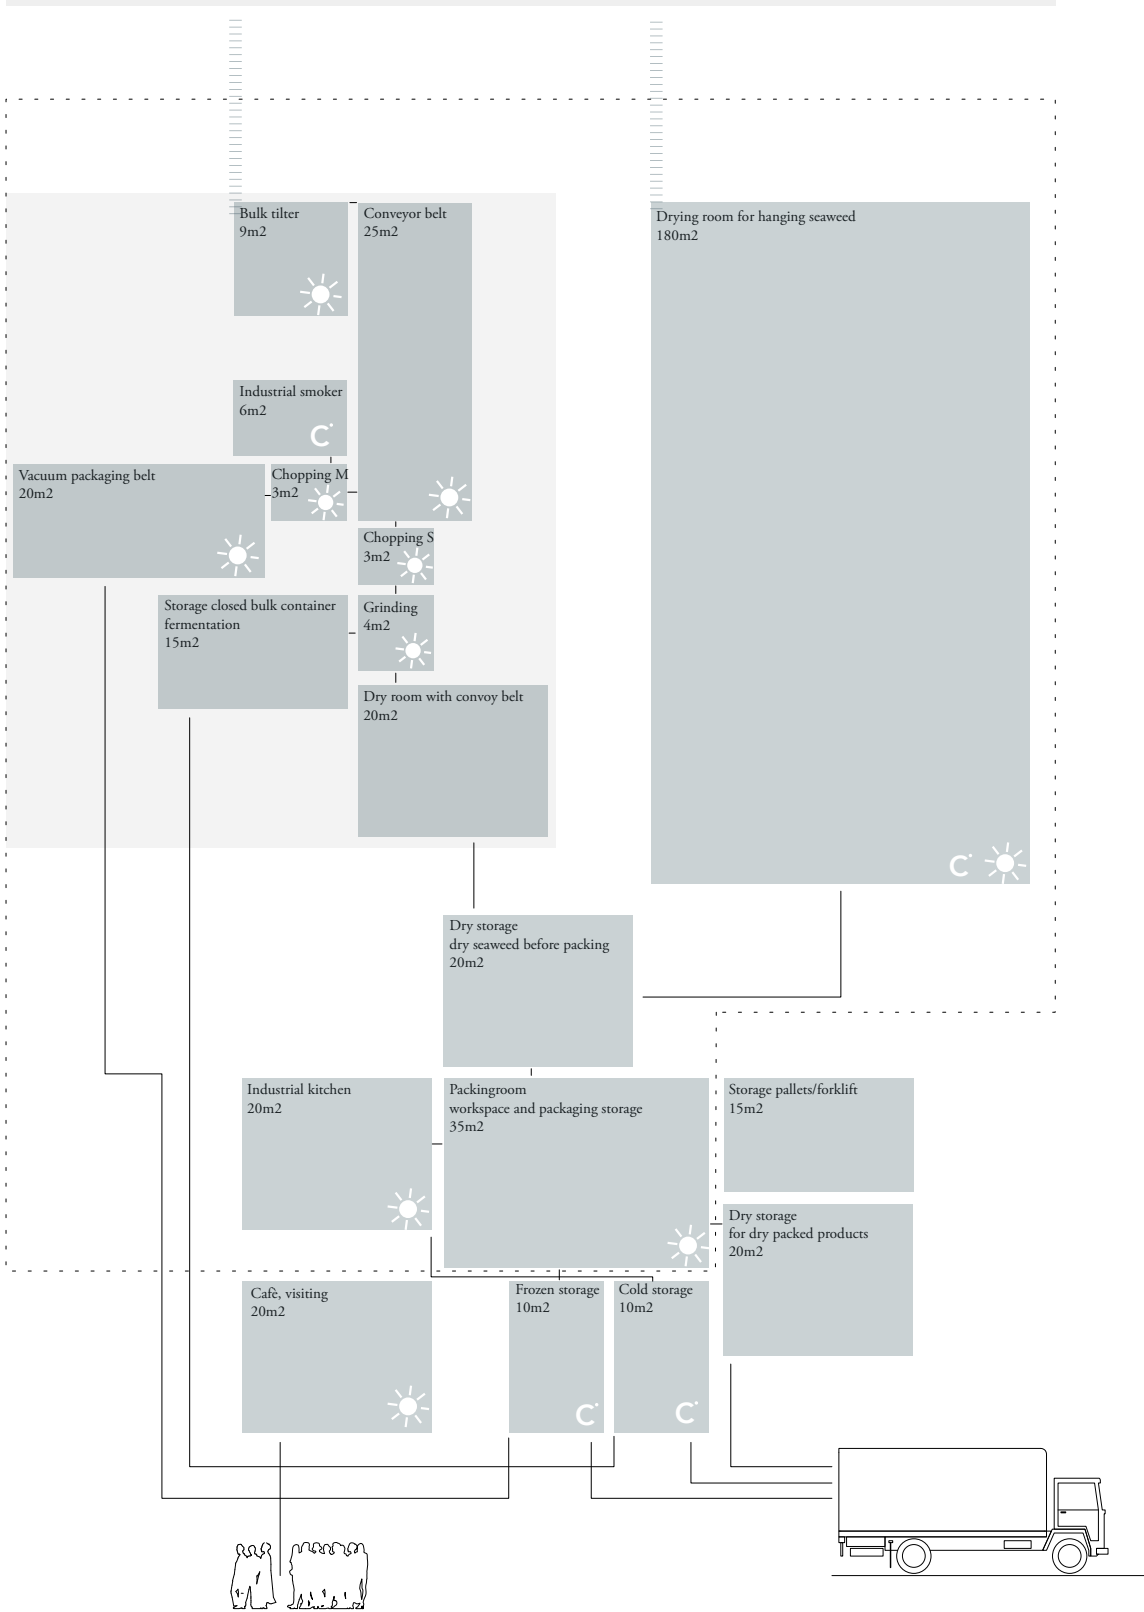 Bulk tilter
9m2
Conveyor belt
25m2
Drying room for hanging seaweed
180m2
Industrial smoker
6m2
C°
Vacuum packaging belt
20m2
Chopping M
3m2
Chopping S
3m2
Storage closed bulk container
fermentation
15m2
Grinding
4m2
Dry room with convoy belt
20m2
C°
Dry storage
dry seaweed before packing
20m2
Industrial kitchen
20m2
Packingroom
workspace and packaging storage
35m2
Storage pallets/forklift
15m2
Dry storage
for dry packed products
20m2
Cafè, visiting
20m2
Frozen storage
10m2
C°
Cold storage
10m2
C°